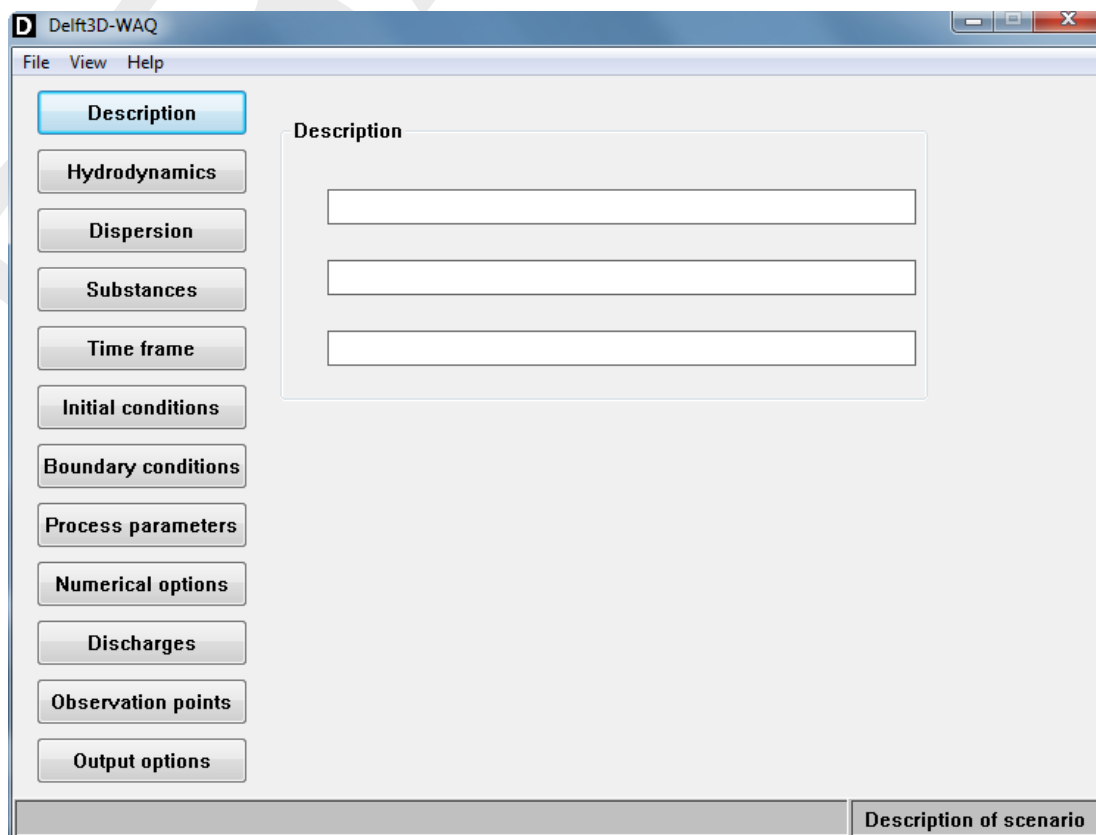 D Delft3D-WAQ
File View Help
Description
Hydrodynamics
Dispersion
Substances
Time frame
Initial conditions
Boundary conditions
Process parameters
Numerical options
Discharges
Observation points
Output options
Description
Description of scenario